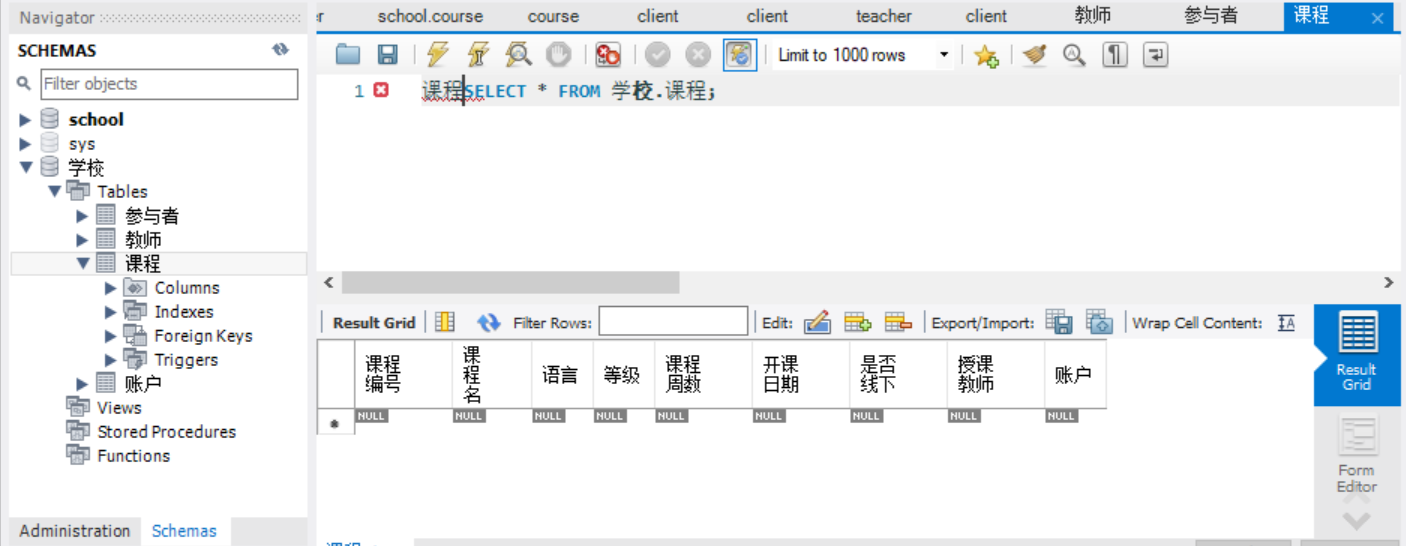 Navigator
SCHEMAS
Filter objects
school
sys
学校
Tables
参与者
教师
课程
Columns
Indexes
Foreign Keys
Triggers
账户
Views
Stored Procedures
Functions
Administration Schemas
school.course course client client teacher client 教师 参与者 课程
Limit to 1000 rows
1 课程SELECT * FROM 学校.课程;
Result Grid Filter Rows: Edit: Export/Import: Wrap Cell Content:
课程编号 课程名 语言 等级 课程周数 开课日期 是否线下 授课教师 账户
NULL NULL NULL NULL NULL NULL NULL NULL NULL
Result
Grid
Form
Editor